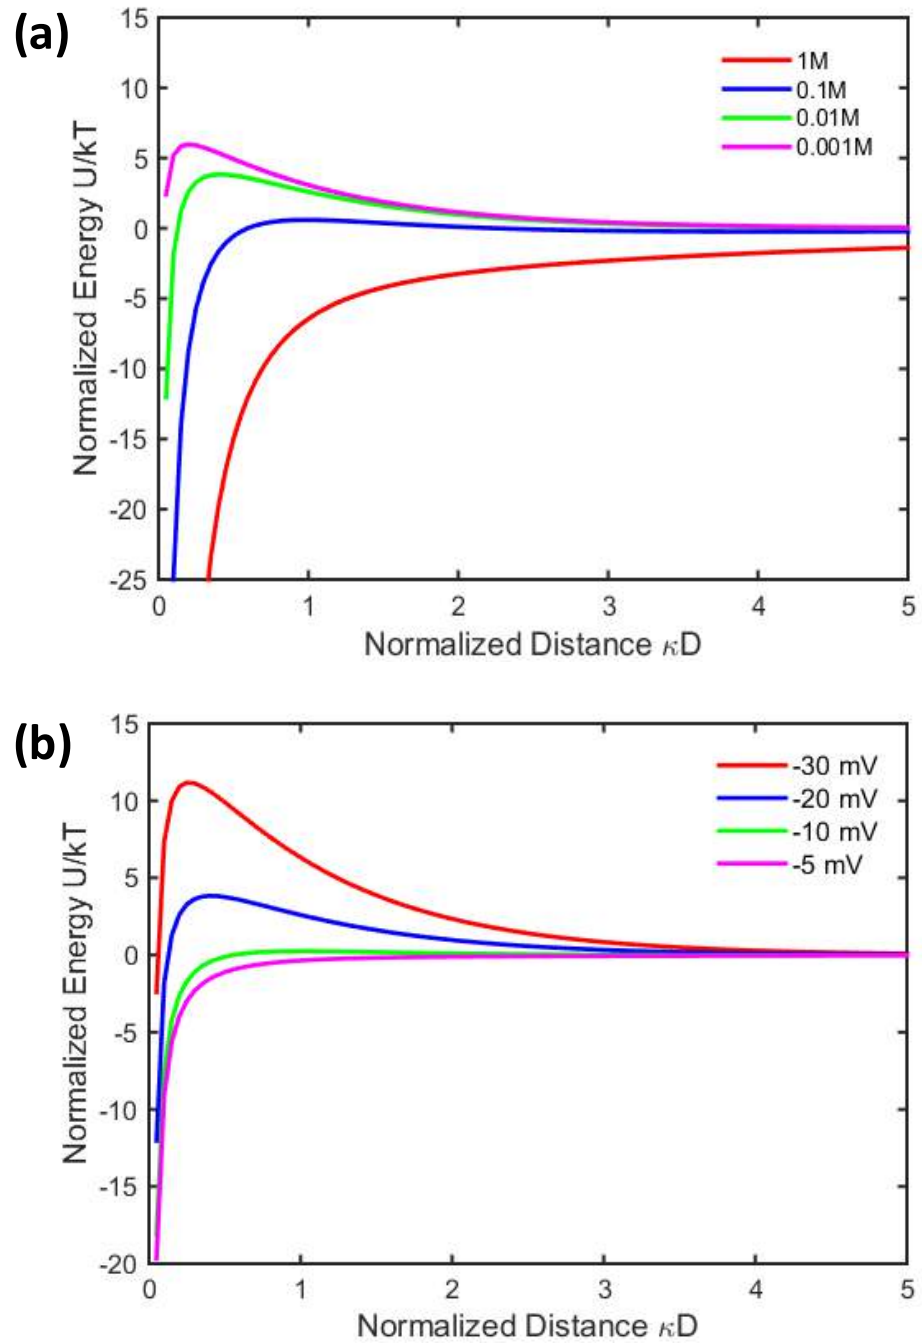 (a)
15
10
5
0
-5
-10
-15
-20
-25
Normalized Energy U/kT
1M
0.1M
0.01M
0.001M
0 1 2 3 4 5
Normalized Distance κD
(b)
15
10
5
0
-5
-10
-15
-20
Normalized Energy U/kT
-30 mV
-20 mV
-10 mV
-5 mV
0 1 2 3 4 5
Normalized Distance κD